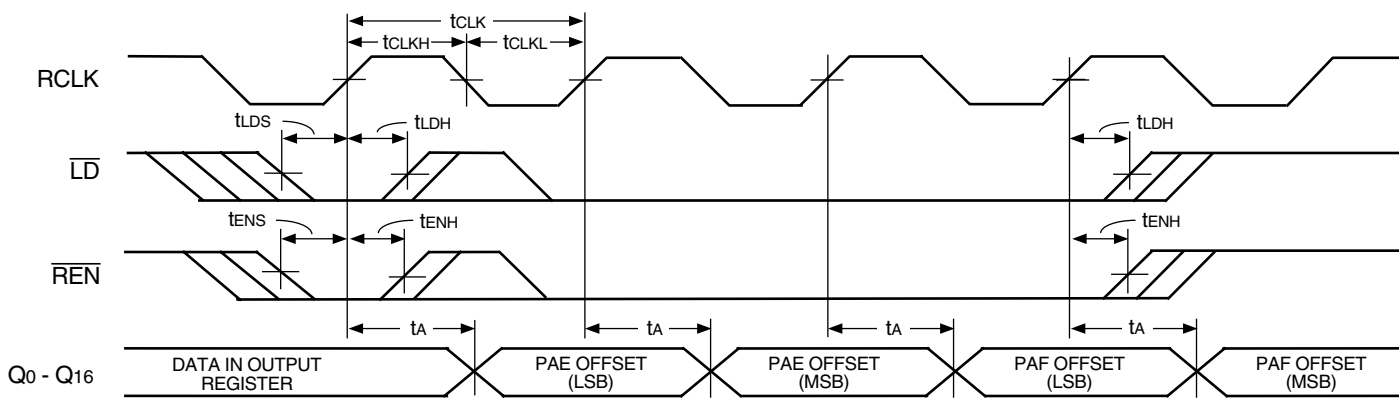 tCLK
tCLKH tCLKL
RCLK
tLDS tLDH tLDH
LD
tENS tENH tENH
REN
tA tA tA tA
Q0 - Q16
DATA IN OUTPUT
REGISTER
PAE OFFSET
(LSB)
PAE OFFSET
(MSB)
PAF OFFSET
(LSB)
PAF OFFSET
(MSB)